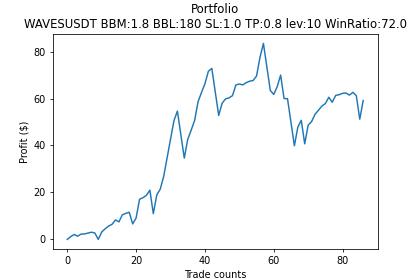 Portfolio
WAVESUSDT BBM:1.8 BBL:180 SL:1.0 TP:0.8 lev:10 WinRatio:72.0
80
60
40
20
0
Profit ($)
0 20 40 60 80
Trade counts